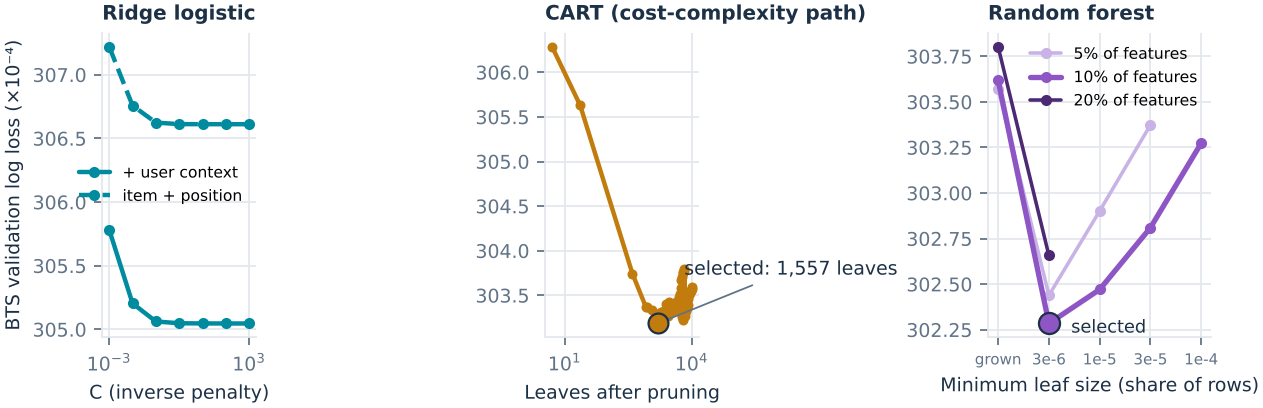 Ridge logistic
BTS validation log loss (×10⁻⁴)
307.0
306.5
306.0
305.5
305.0
+ user context
item + position
10⁻³
10³
C (inverse penalty)
CART (cost-complexity path)
306.0
305.5
305.0
304.5
304.0
303.5
selected: 1,557 leaves
10¹
10⁴
Leaves after pruning
Random forest
303.75
303.50
303.25
303.00
302.75
302.50
302.25
5% of features
10% of features
20% of features
selected
grown
3e-6
1e-5
3e-5
1e-4
Minimum leaf size (share of rows)